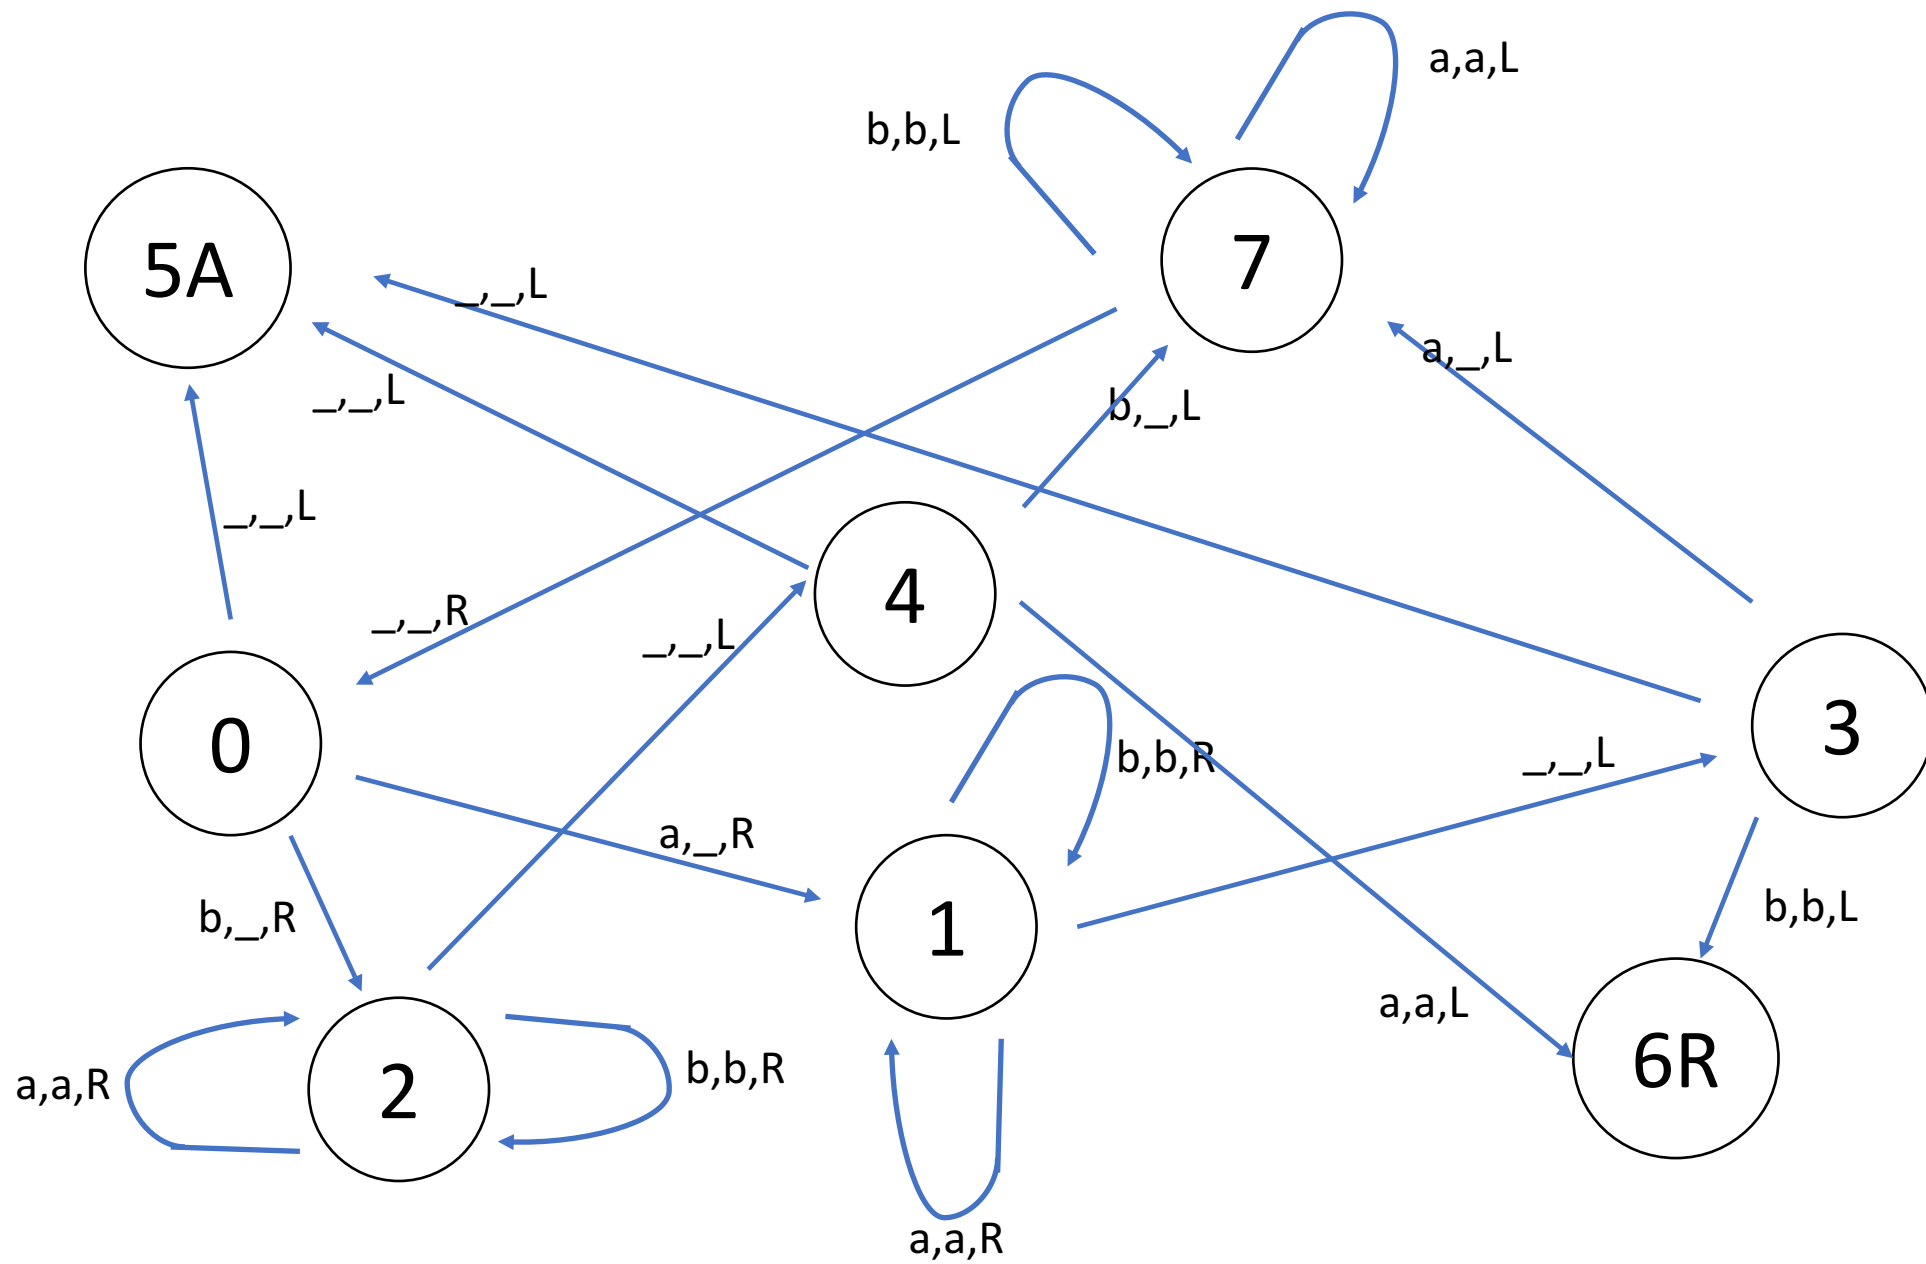 a,a,L
b,b,L
5A
7
_,_,L
a,_,L
_,_,L
b,_,L
_,_,L
4
_,_,R
_,_,L
0
3
b,b,R
_,_,L
a,_,R
b,_,R
1
b,b,L
a,a,L
6R
b,b,R
a,a,R
2
a,a,R